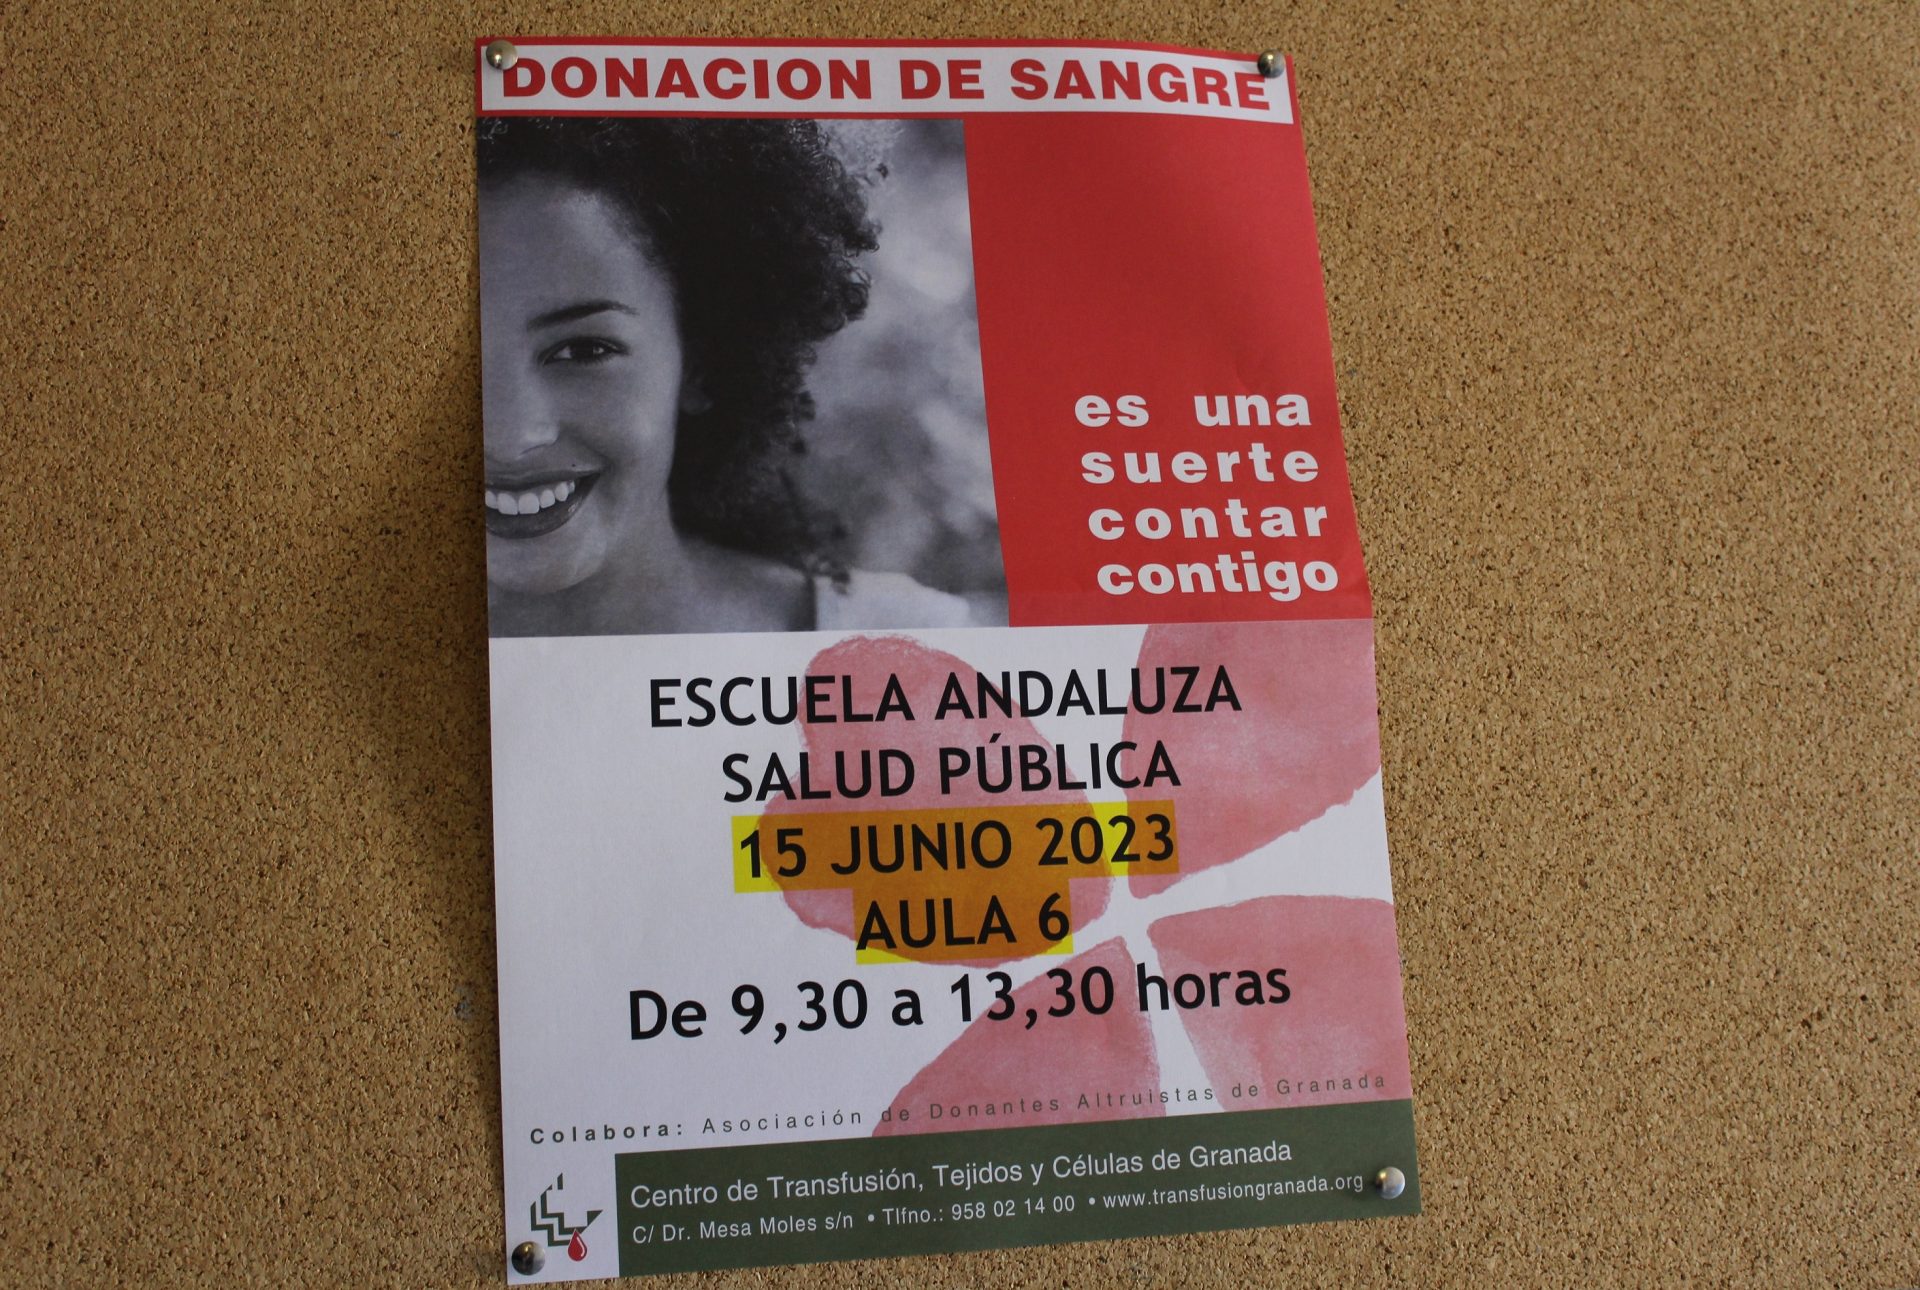 DONACION DE SANGRE
es una
suerte
contar
contigo
ESCUELA ANDALUZA
SALUD PÚBLICA
15 JUNIO 2023
AULA 6
De 9,30 a 13,30 horas
Colabora: Asociación de Donantes Altruistas de Granada
Centro de Transfusión, Tejidos y Células de Granada
C/ Dr. Mesa Moles s/n • Tlfno.: 958 02 14 00 • www.transfusiongranada.org